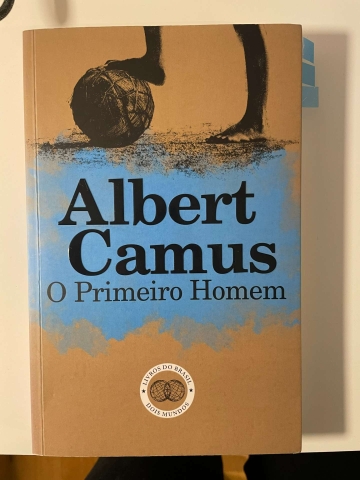 Albert
Camus
O Primeiro Homem
LIVROS DO BRASIL
DOIS MUNDOS